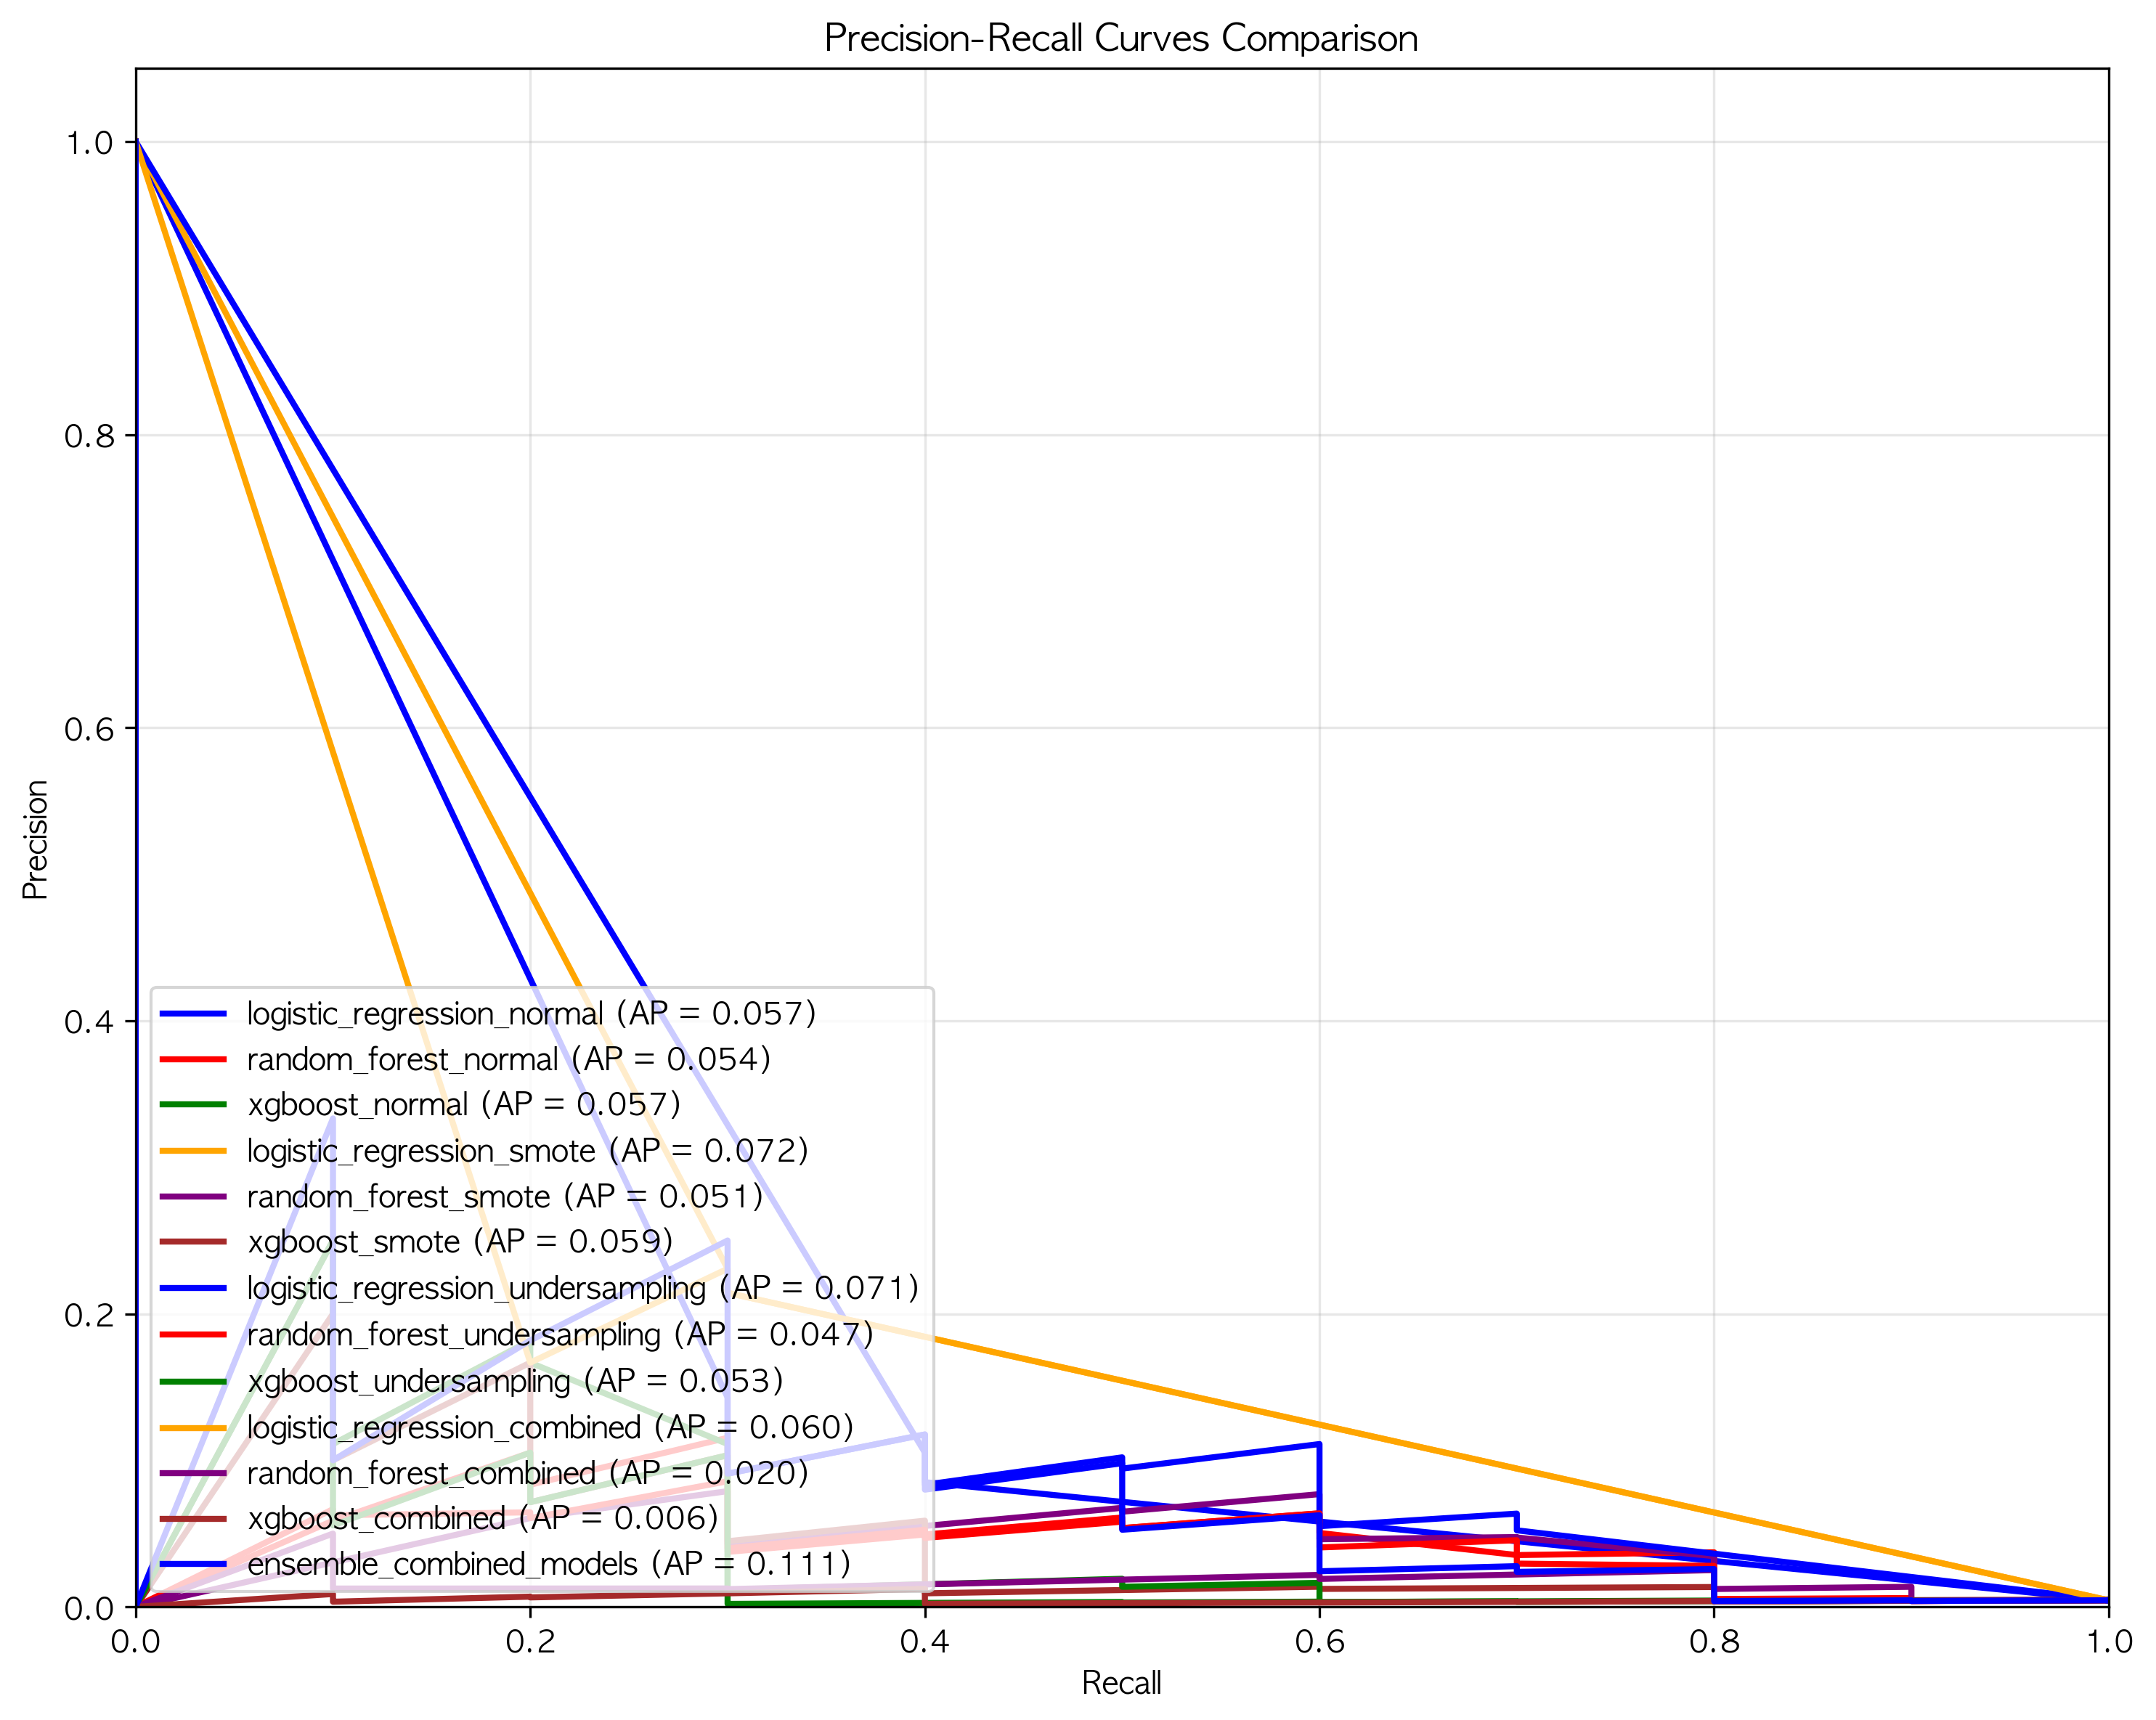 Precision-Recall Curves Comparison
Precision
1.0
0.8
0.6
0.4
0.2
0.0
logistic_regression_normal (AP = 0.057)
random_forest_normal (AP = 0.054)
xgboost_normal (AP = 0.057)
logistic_regression_smote (AP = 0.072)
random_forest_smote (AP = 0.051)
xgboost_smote (AP = 0.059)
logistic_regression_undersampling (AP = 0.071)
random_forest_undersampling (AP = 0.047)
xgboost_undersampling (AP = 0.053)
logistic_regression_combined (AP = 0.060)
random_forest_combined (AP = 0.020)
xgboost_combined (AP = 0.006)
ensemble_combined_models (AP = 0.111)
0.0 0.2 0.4 0.6 0.8 1.0
Recall